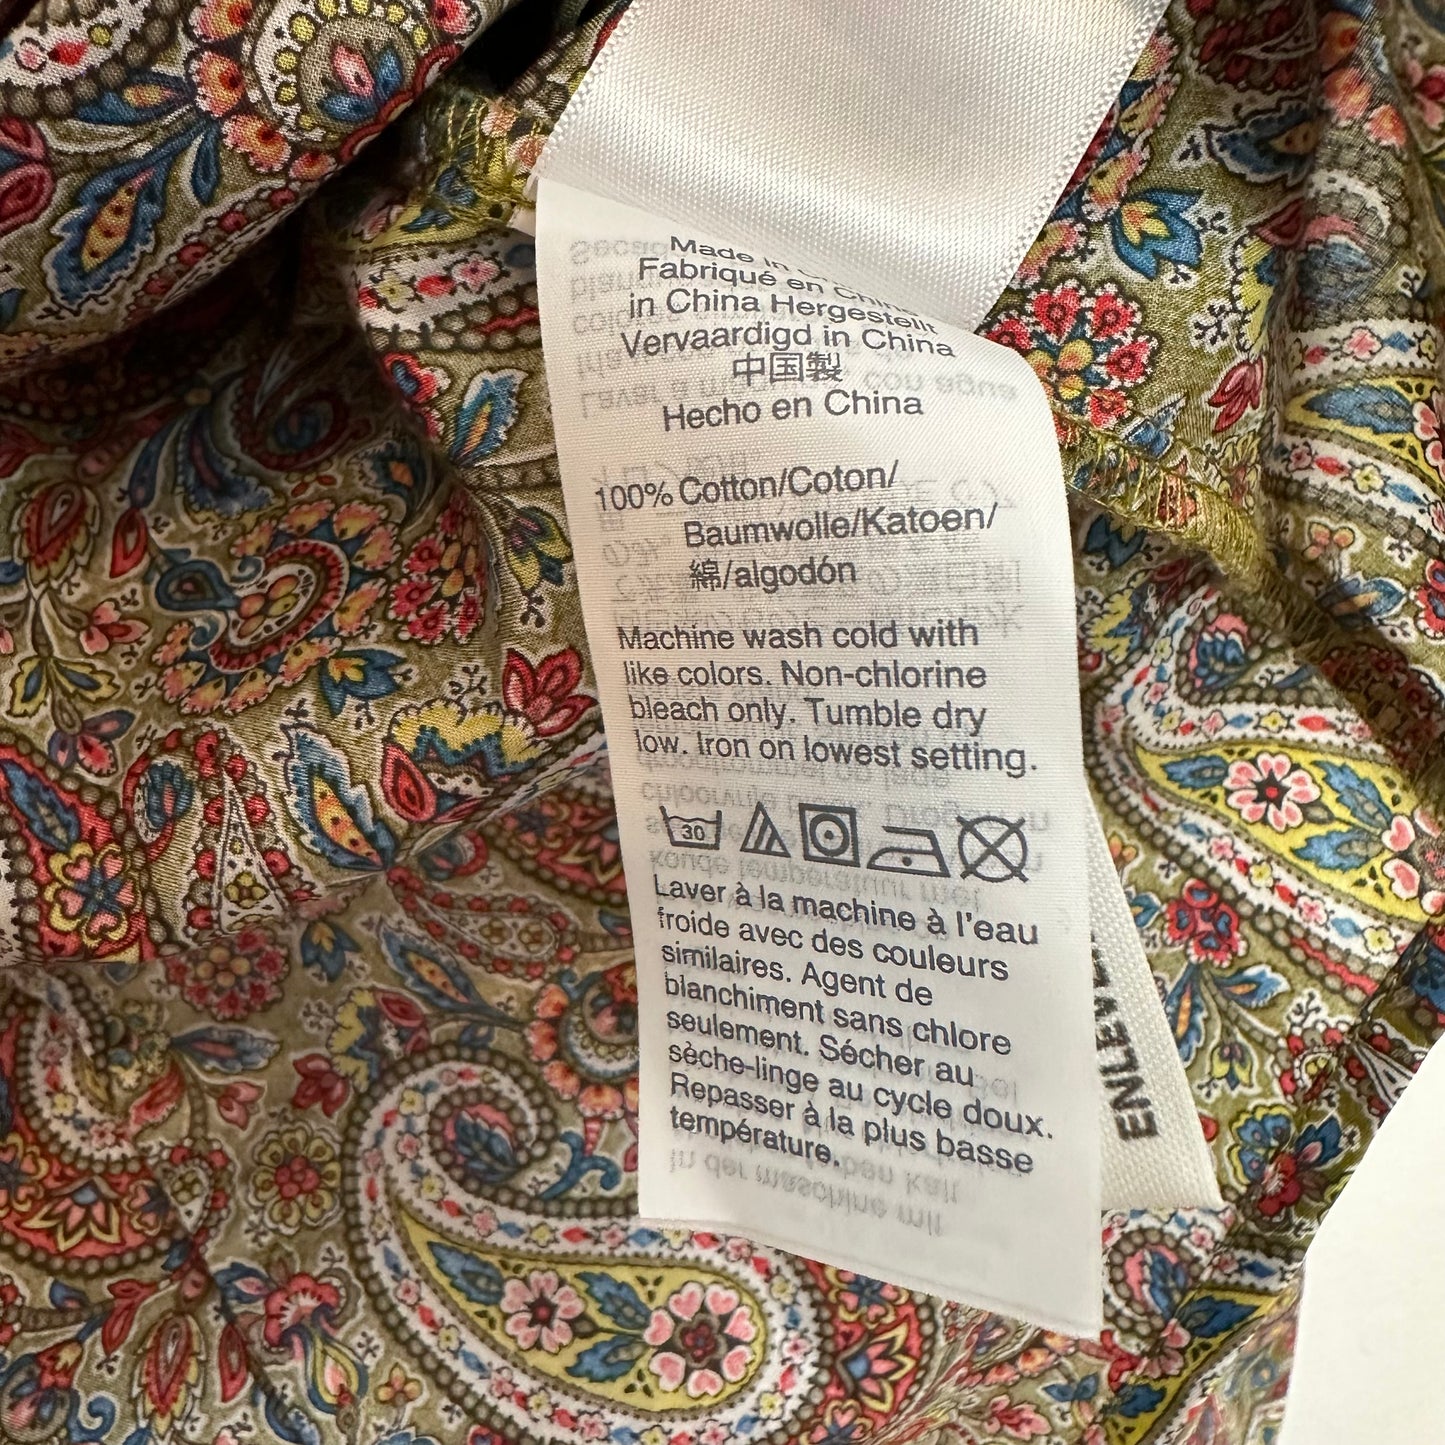 Made in
Fabriqué en Chine
in China Hergestellt
Vervaardigd in China
中国製
Hecho en China
100% Cotton/Coton/
Baumwolle/Katoen/
綿/algodón
Machine wash cold with
like colors. Non-chlorine
bleach only. Tumble dry
low. Iron on lowest setting.
30
Laver à la machine à l'eau
froide avec des couleurs
similaires. Agent de
blanchiment sans chlore
seulement. Sécher au
sèche-linge au cycle doux.
Repasser à la plus basse
température.